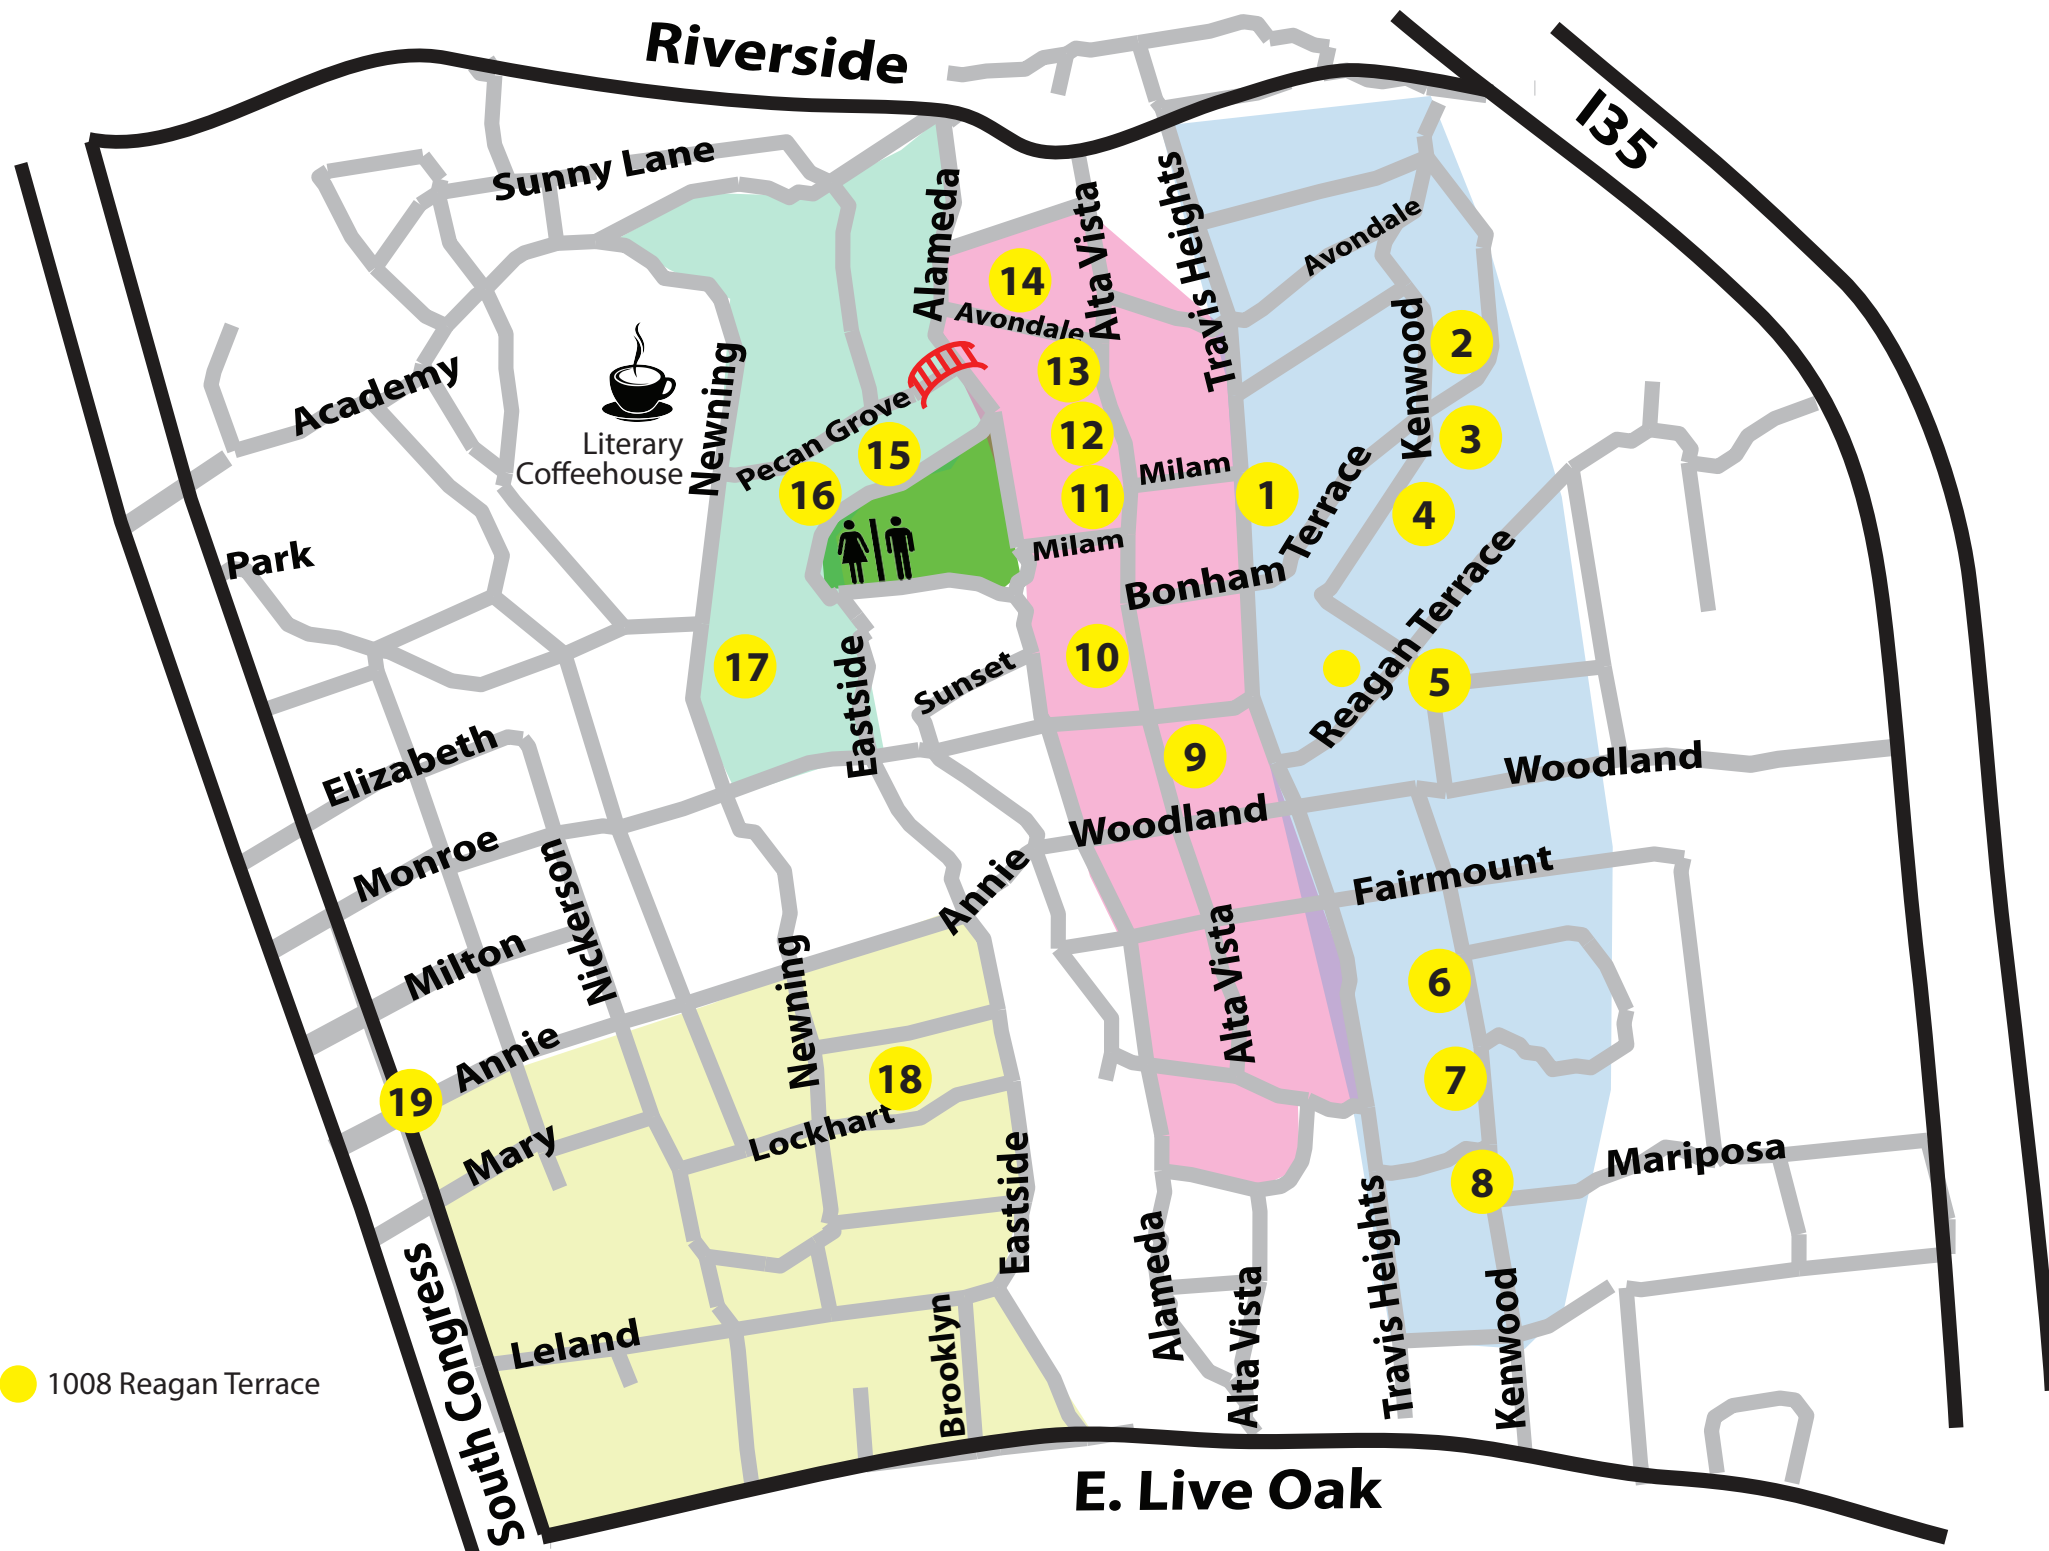 Riverside
I35
Sunny Lane
Alameda
Alta Vista
Travis Heights
Avondale
14
Avondale
Kenwood
2
13
Academy
Newning
Literary
Coffeehouse
Pecan Grove
15
12
3
16
11
Milam
1
4
Park
Milam
Bonham Terrace
Reagan Terrace
17
Eastside
Sunset
10
5
Elizabeth
9
Woodland
Woodland
Monroe
Nickerson
Annie
Fairmount
Milton
Newning
Alta Vista
6
Annie
18
7
19
Lockhart
Mary
Eastside
Mariposa
8
South Congress
Alameda
Travis Heights
Alta Vista
Kenwood
Leland
Brooklyn
1008 Reagan Terrace
E. Live Oak